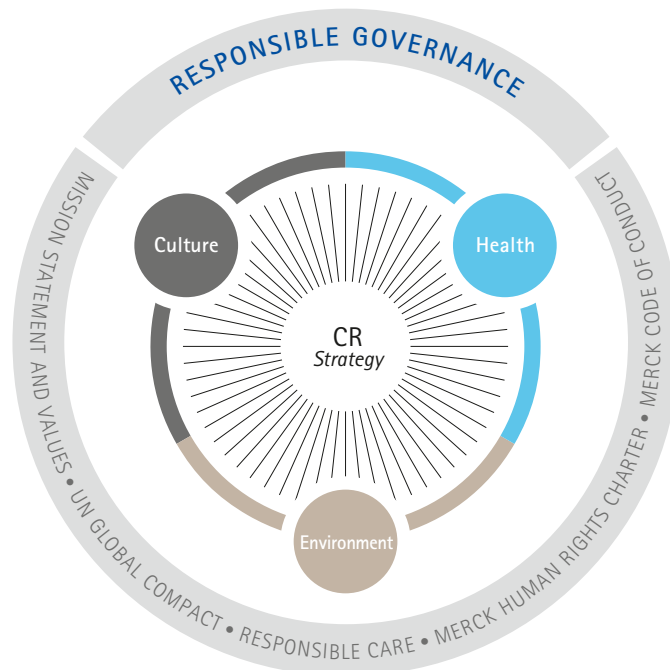 RESPONSIBLE GOVERNANCE
Culture
Health
CR
Strategy
Environment
MISSION STATEMENT AND VALUES • UN GLOBAL COMPACT • RESPONSIBLE CARE • MERCK HUMAN RIGHTS CHARTER • MERCK CODE OF CONDUCT